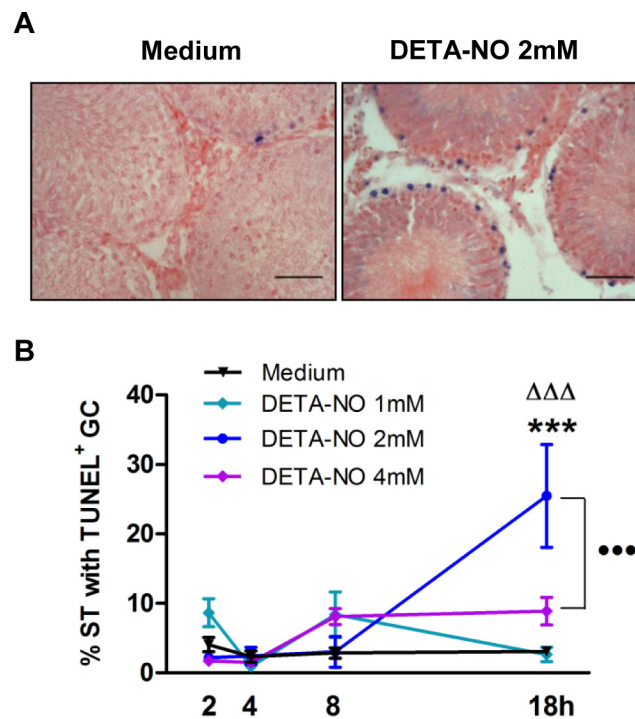 A
Medium
DETA-NO 2mM
B
Medium
DETA-NO 1mM
DETA-NO 2mM
DETA-NO 4mM
% ST with TUNEL⁺ GC
40
30
20
10
0
ΔΔΔ
***
•••
2 4 8 18h